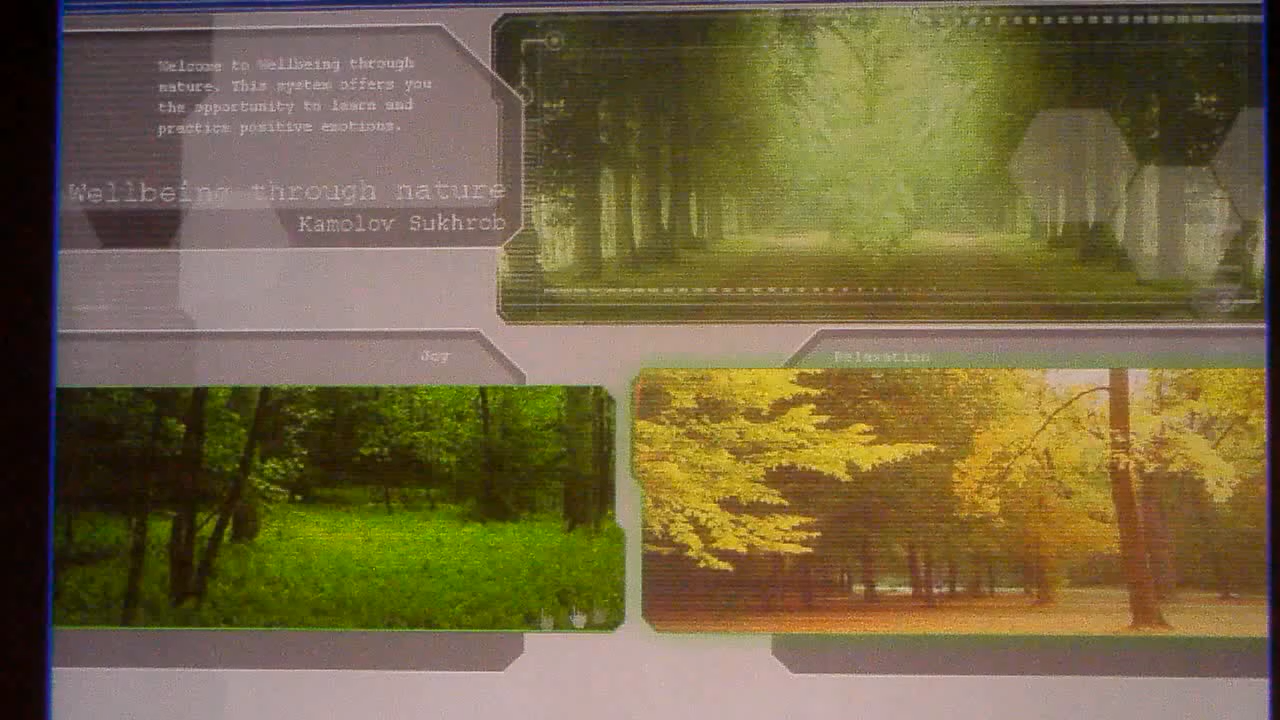 Welcome to Wellbeing through
nature. This system offers you
the opportunity to learn and
practice positive emotions.
Wellbeing through nature
Kamolov Sukhrob
Joy
Relaxation